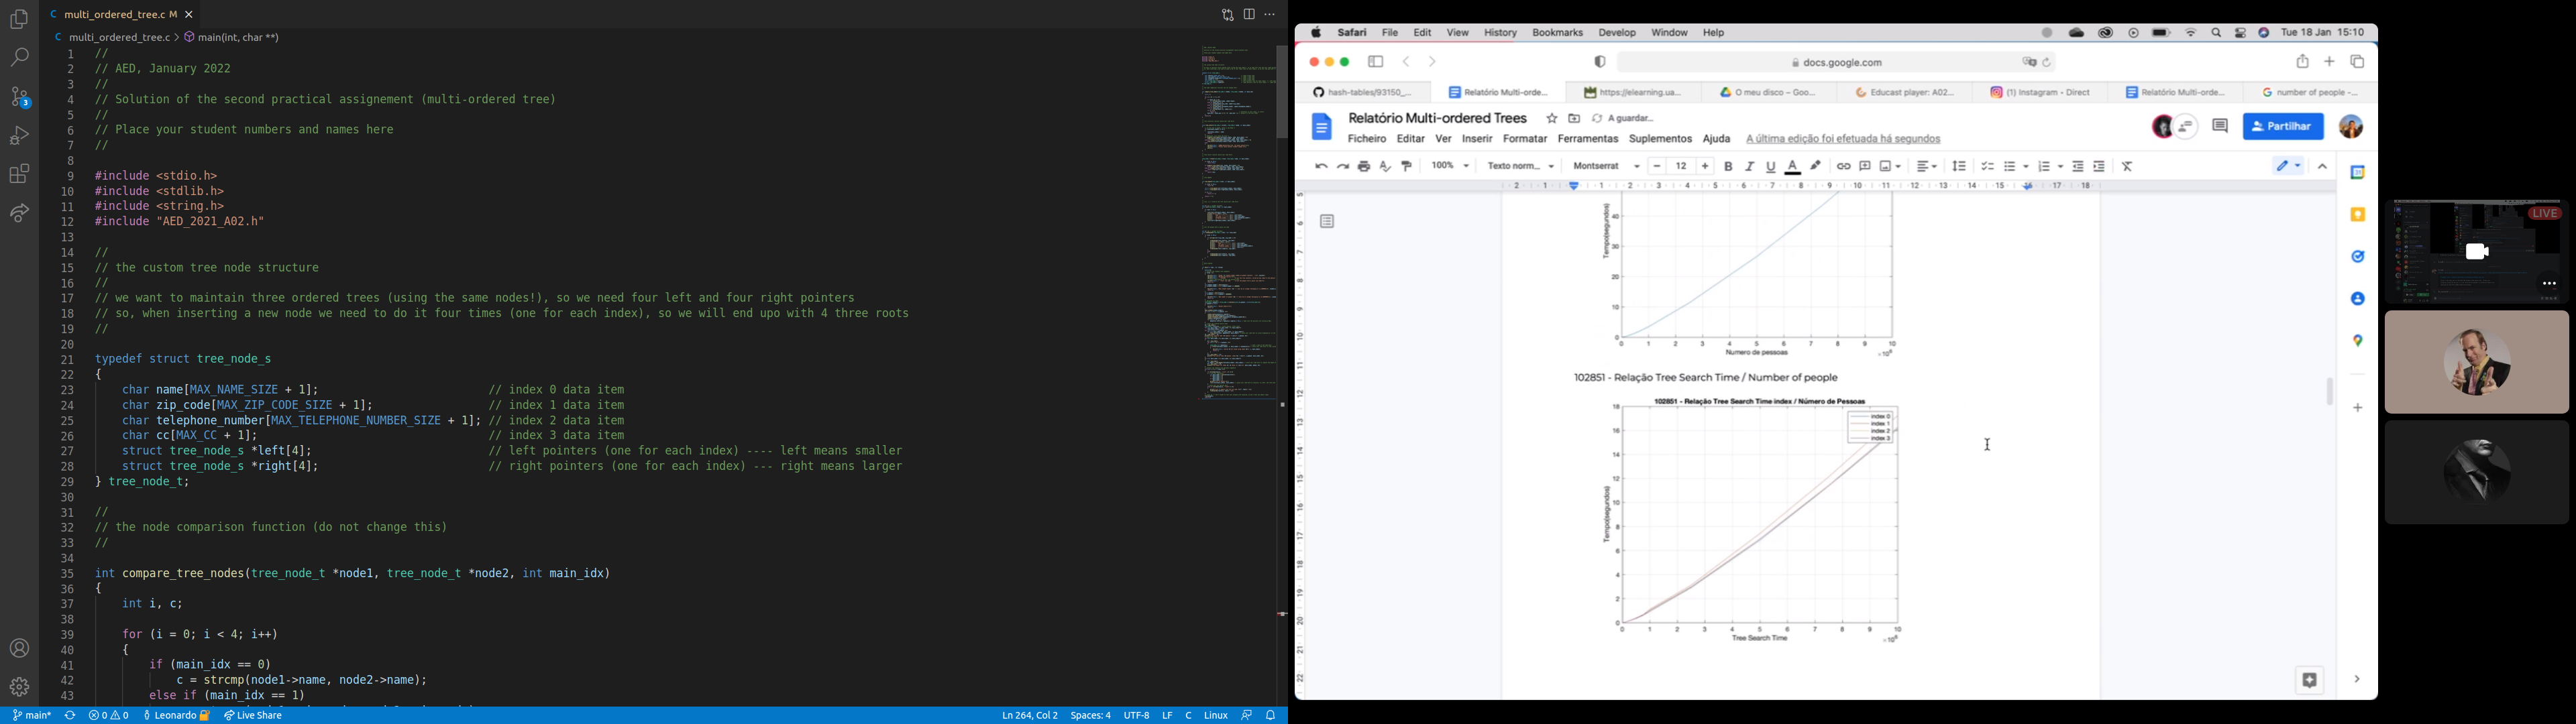 multi_ordered_tree.c M
multi_ordered_tree.c > main(int, char **)
1 //
2 // AED, January 2022
3 //
4 // Solution of the second practical assignement (multi-ordered tree)
5 //
6 // Place your student numbers and names here
7 //
8
9 #include <stdio.h>
10 #include <stdlib.h>
11 #include <string.h>
12 #include "AED_2021_A02.h"
13
14 //
15 // the custom tree node structure
16 //
17 // we want to maintain three ordered trees (using the same nodes!), so we need four left and four right pointers
18 // so, when inserting a new node we need to do it four times (one for each index), so we will end upo with 4 three roots
19 //
20
21 typedef struct tree_node_s
22 {
23 char name[MAX_NAME_SIZE + 1]; // index 0 data item
24 char zip_code[MAX_ZIP_CODE_SIZE + 1]; // index 1 data item
25 char telephone_number[MAX_TELEPHONE_NUMBER_SIZE + 1]; // index 2 data item
26 char cc[MAX_CC + 1]; // index 3 data item
27 struct tree_node_s *left[4]; // left pointers (one for each index) ---- left means smaller
28 struct tree_node_s *right[4]; // right pointers (one for each index) --- right means larger
29 } tree_node_t;
30
31 //
32 // the node comparison function (do not change this)
33 //
34
35 int compare_tree_nodes(tree_node_t *node1, tree_node_t *node2, int main_idx)
36 {
37 int i, c;
38
39 for (i = 0; i < 4; i++)
40 {
41 if (main_idx == 0)
42 c = strcmp(node1->name, node2->name);
43 else if (main_idx == 1)
3
main* 0 0 Leonardo Live Share
Ln 264, Col 2 Spaces: 4 UTF-8 LF C Linux
Safari File Edit View History Bookmarks Develop Window Help
Tue 18 Jan 15:10
docs.google.com
hash-tables/93150_...
Relatório Multi-orde...
https://elearning.ua...
O meu disco – Goo...
Educast player: A02...
(1) Instagram - Direct
Relatório Multi-orde...
number of people -...
Relatório Multi-ordered Trees
A guardar...
Ficheiro Editar Ver Inserir Formatar Ferramentas Suplementos Ajuda A última edição foi efetuada há segundos
Partilhar
100% Texto norm... Montserrat 12
B I U A
Tempo(segundos)
40
30
20
10
0
0 1 2 3 4 5 6 7 8 9 10
Numero de pessoas
102851 - Relação Tree Search Time / Number of people
102851 - Relação Tree Search Time index / Número de Pessoas
index 0
index 1
index 2
index 3
Tempo(segundos)
18
16
14
12
10
8
6
4
2
0
0 1 2 3 4 5 6 7 8 9 10
Tree Search Time
LIVE